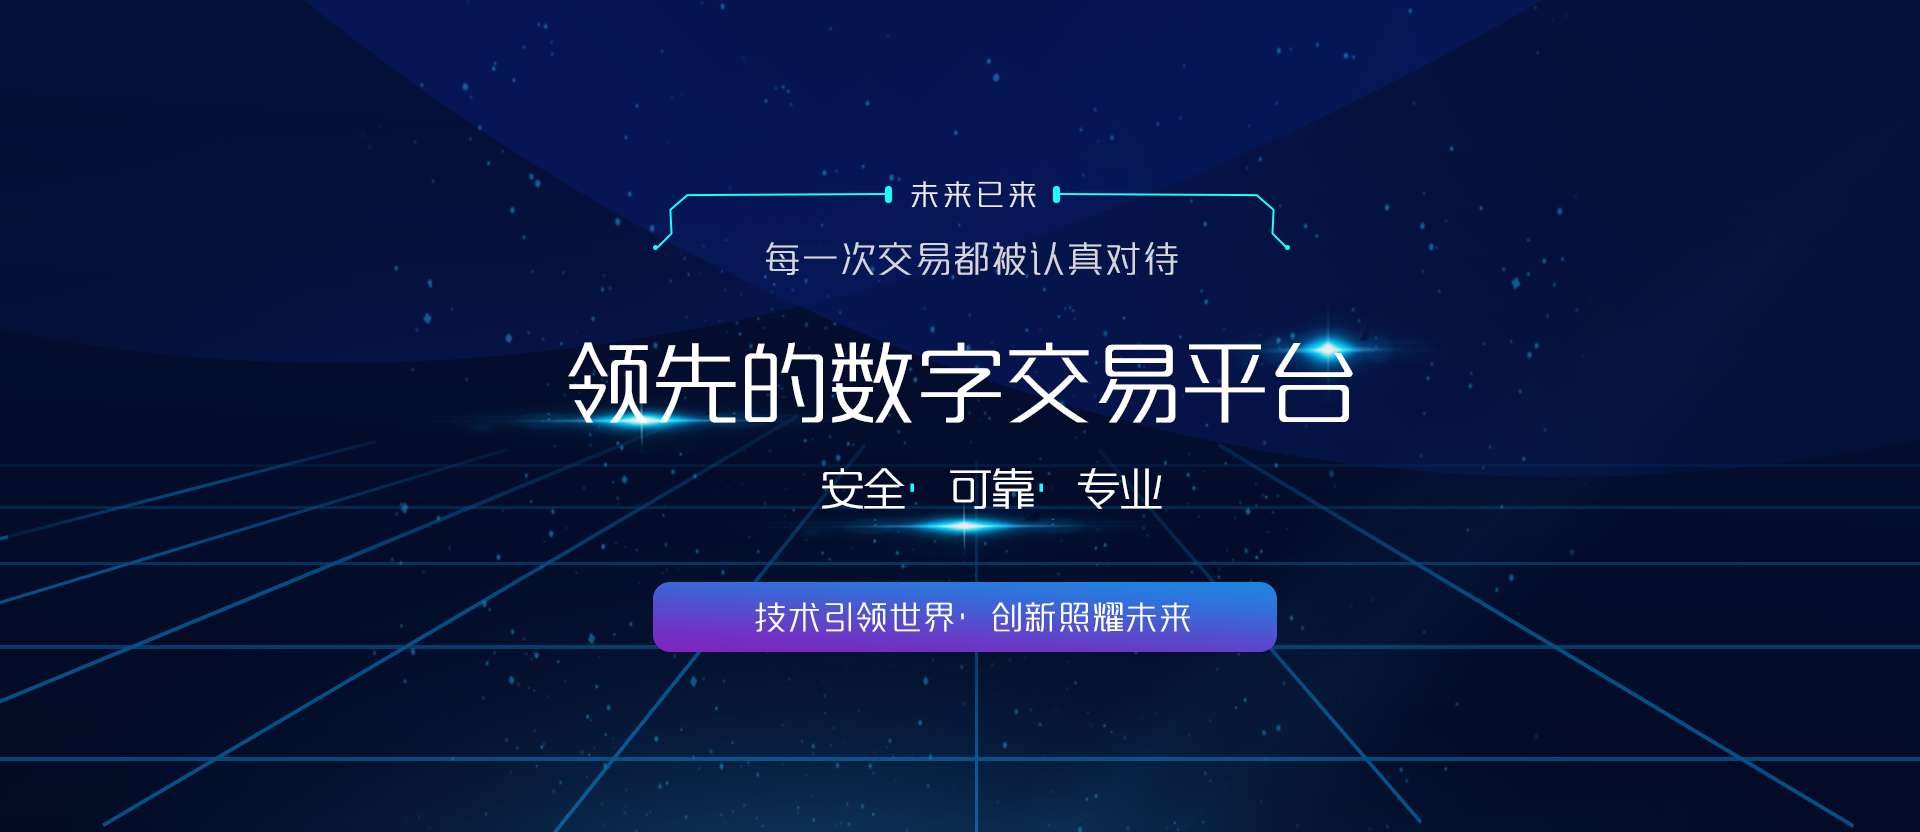 未来已来
每一次交易都被认真对待
领先的数字交易平台
安全· 可靠· 专业
技术引领世界· 创新照耀未来